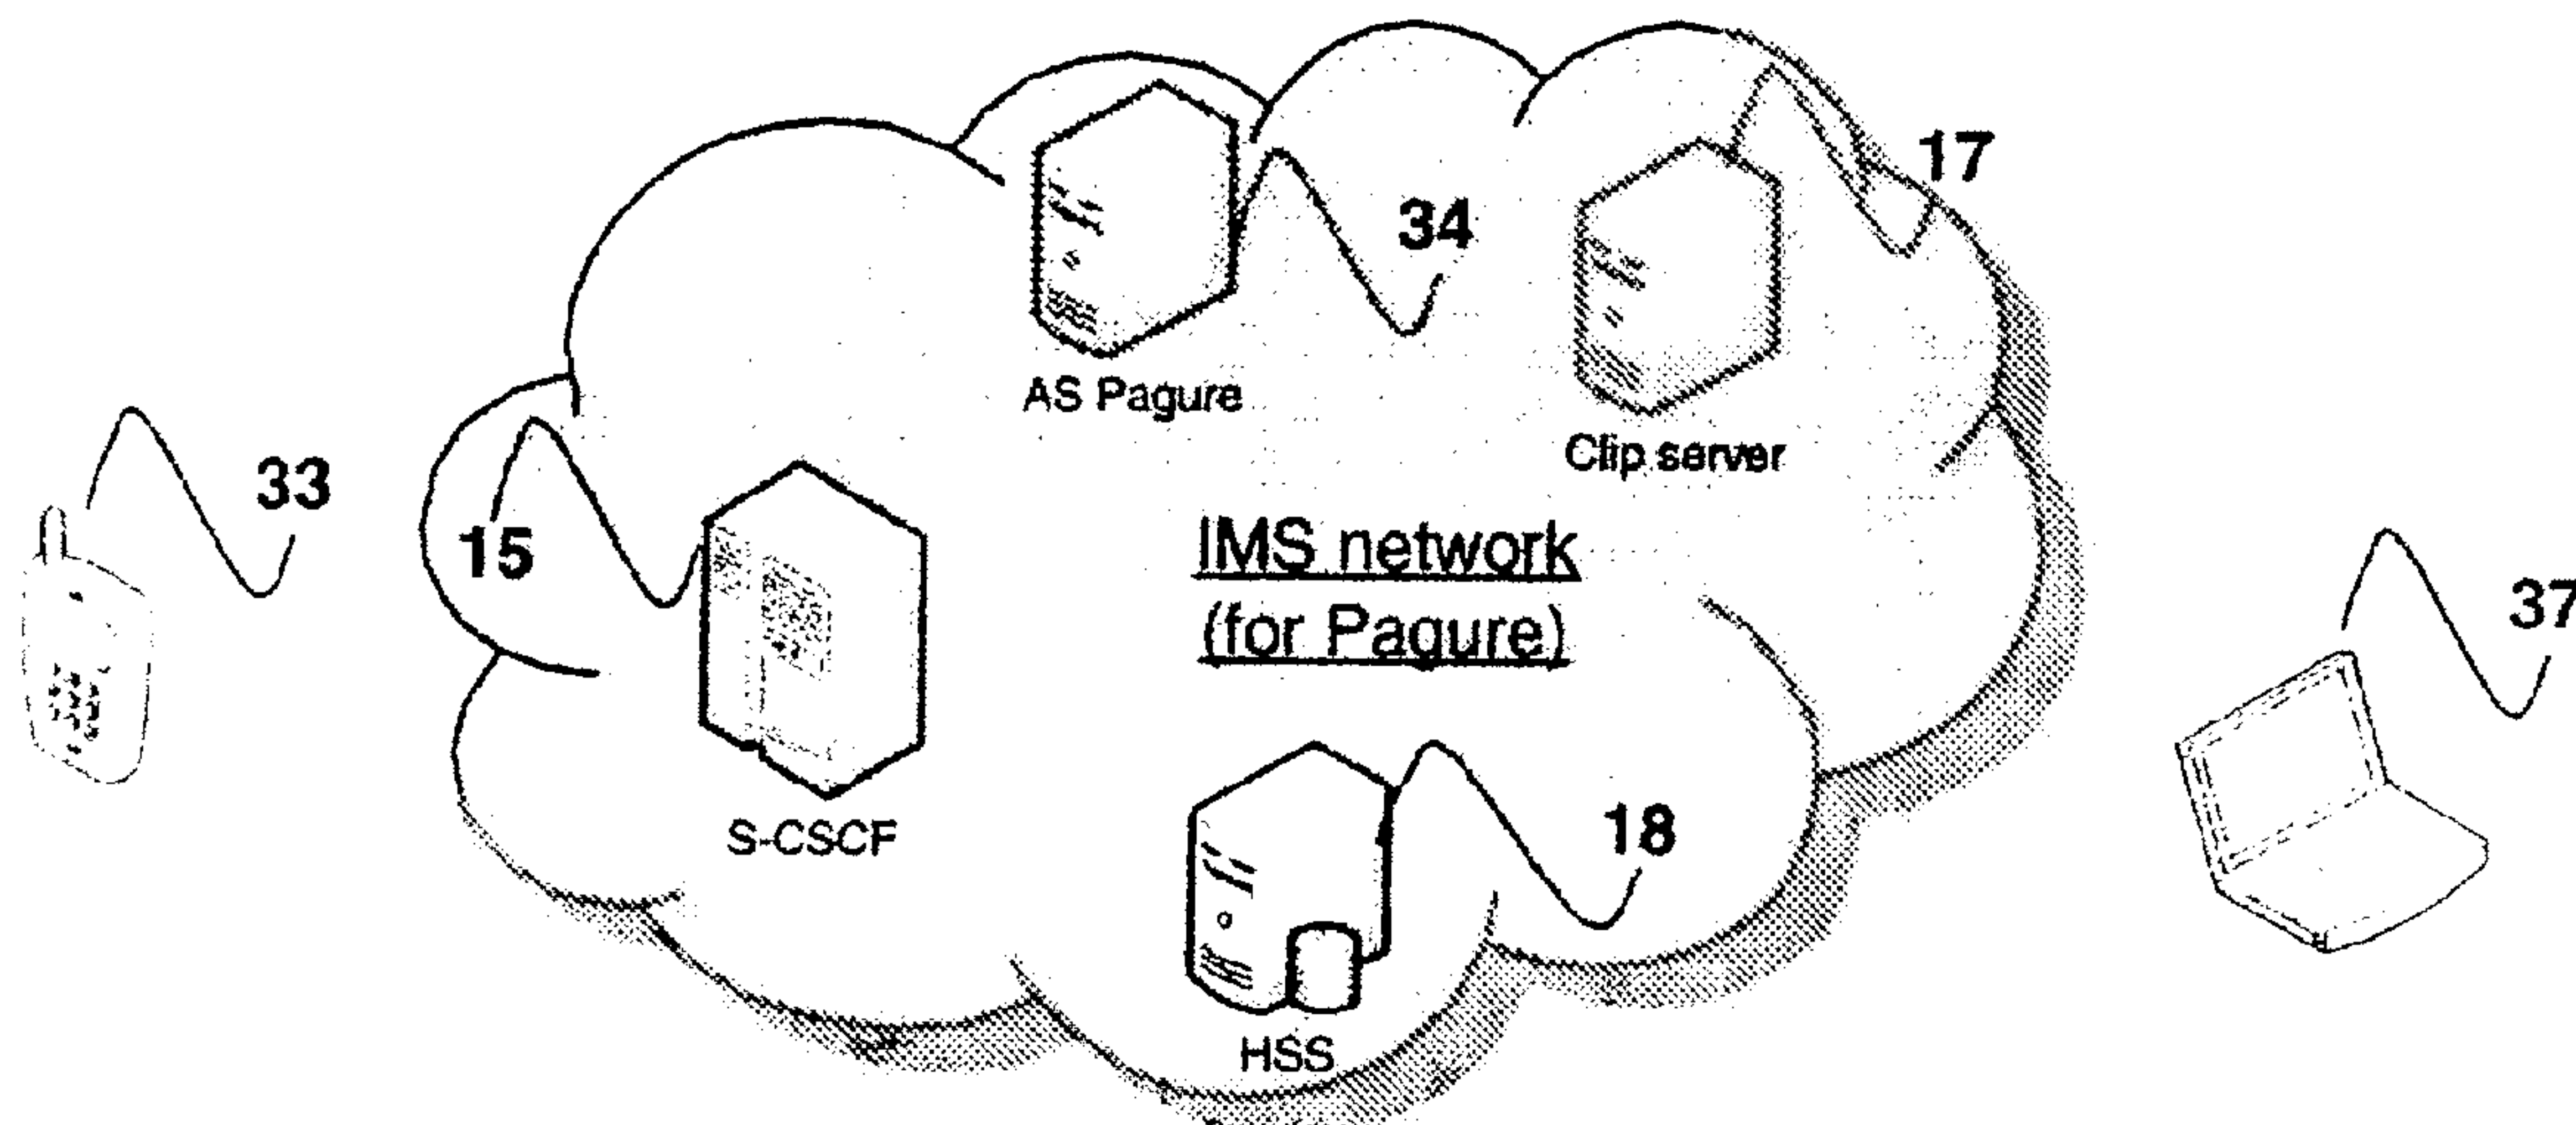 17
34
AS Pagure
Clip server
33
15
IMS network
(for Pagure)
37
S-CSCF
18
HSS